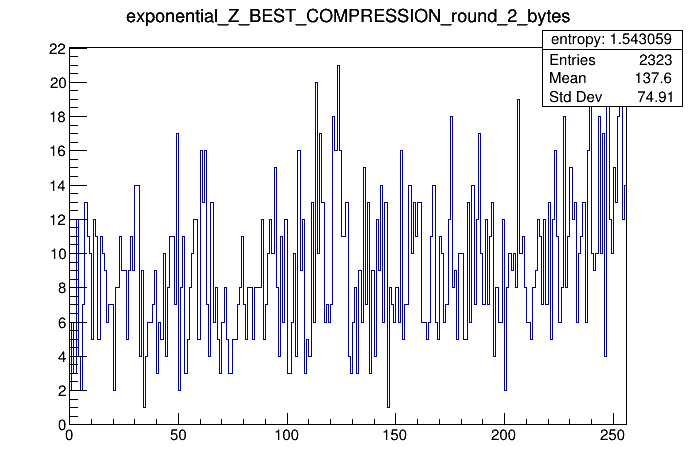 exponential_Z_BEST_COMPRESSION_round_2_bytes
entropy: 1.543059
Entries 2323
Mean 137.6
Std Dev 74.91
22
20
18
16
14
12
10
8
6
4
2
0
0 50 100 150 200 250